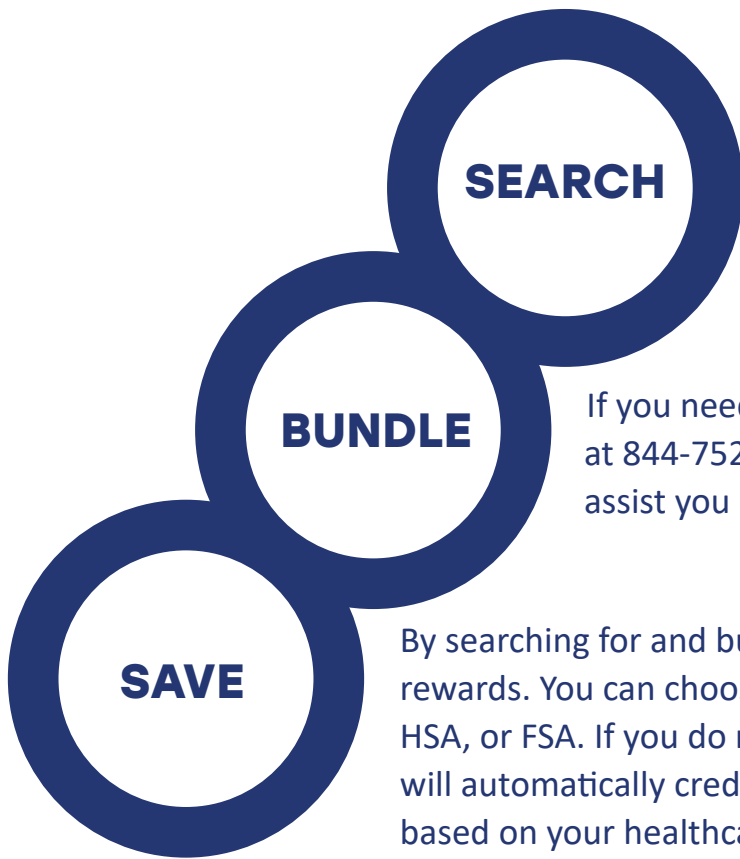 SEARCH
BUNDLE
If you need
at 844-752
assist you
SAVE
By searching for and bu
rewards. You can choo
HSA, or FSA. If you do
will automatically cred
based on your healthca